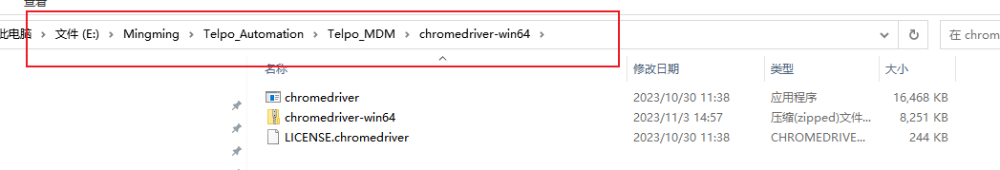 查看
此电脑 > 文件 (E:) > Mingming > Telpo_Automation > Telpo_MDM > chromedriver-win64 >
在 chrom
名称 修改日期 类型 大小
chromedriver 2023/10/30 11:38 应用程序 16,468 KB
chromedriver-win64 2023/11/3 14:57 压缩(zipped)文件... 8,251 KB
LICENSE.chromedriver 2023/10/30 11:38 CHROMEDRIVE... 244 KB